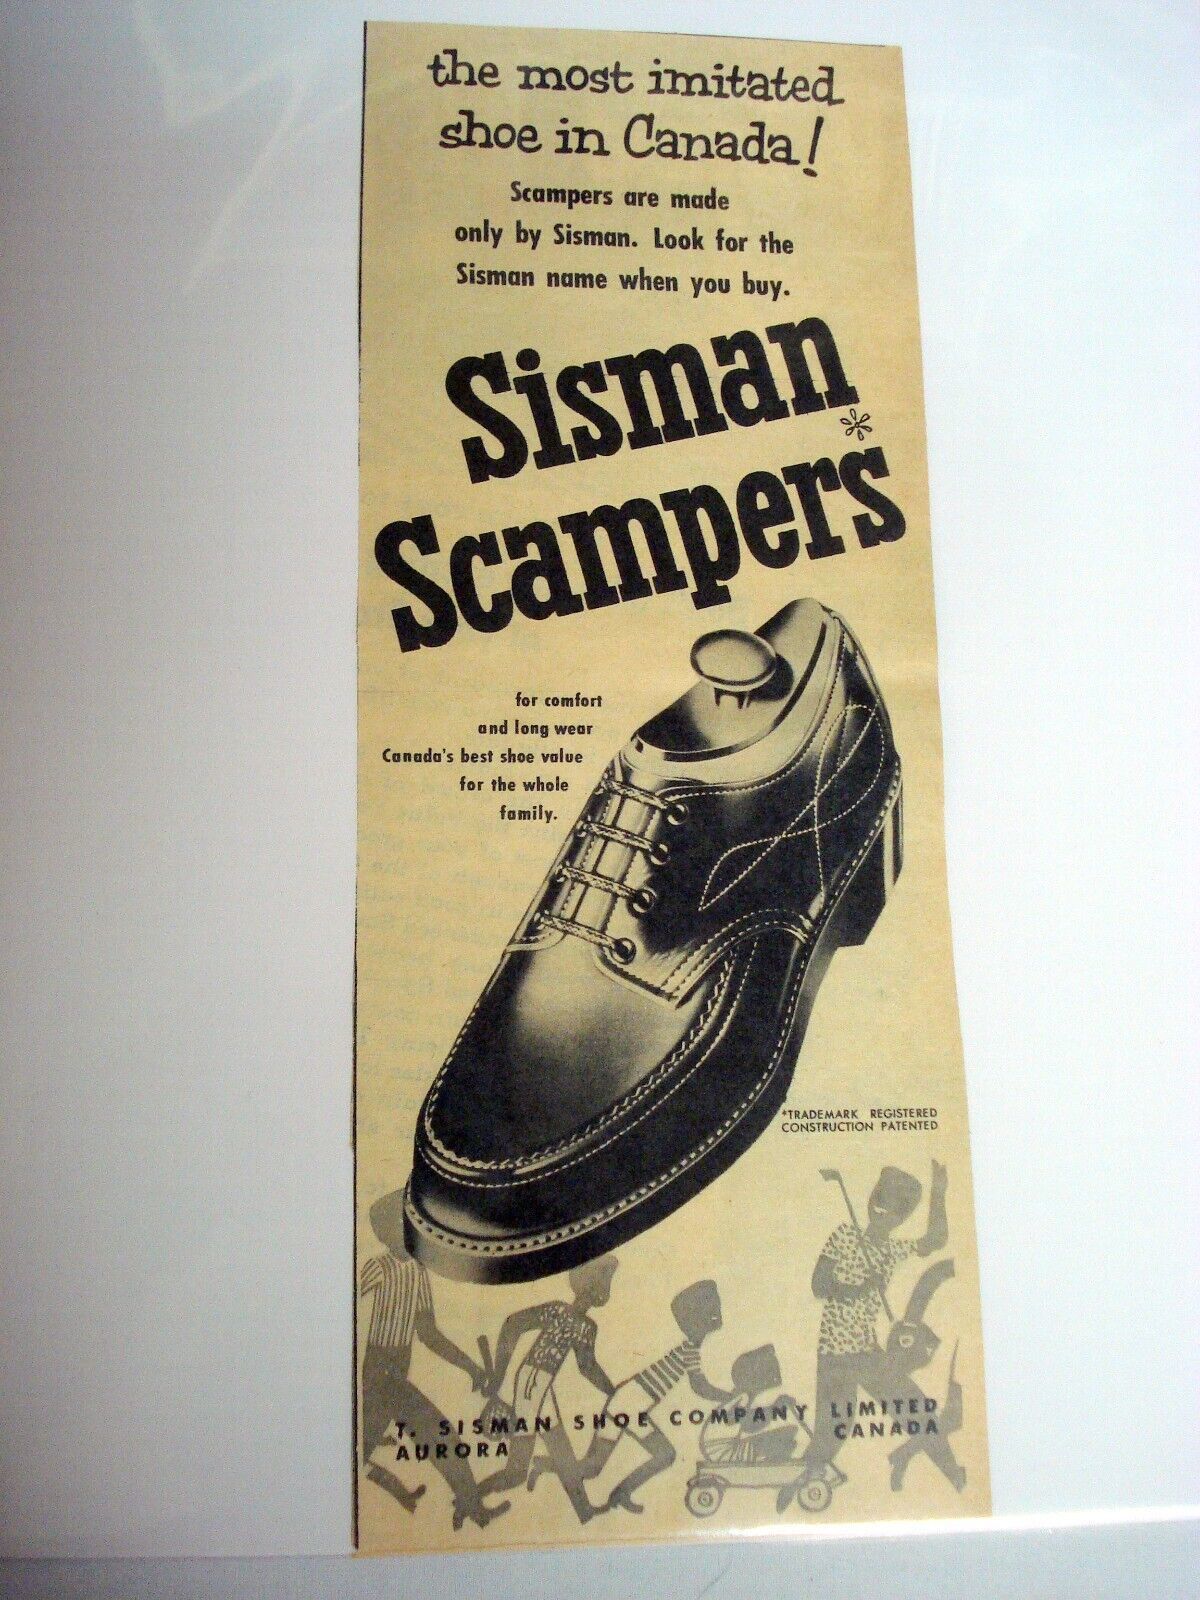 the most imitated
shoe in Canada!
Scampers are made
only by Sisman. Look for the
Sisman name when you buy.
Sisman
Scampers*
for comfort
and long wear
Canada's best shoe value
for the whole
family.
*TRADEMARK REGISTERED
CONSTRUCTION PATENTED
T. SISMAN SHOE COMPANY LIMITED
AURORA CANADA